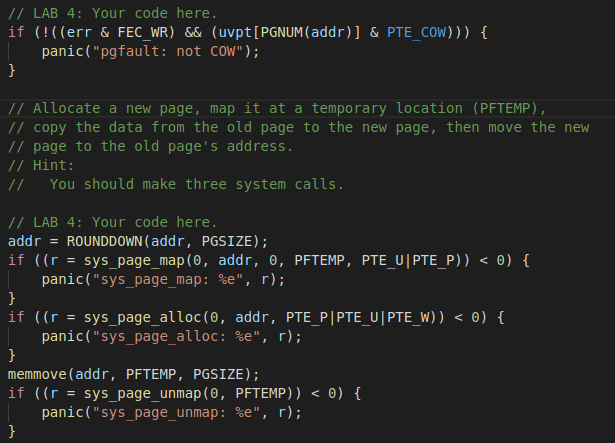 // LAB 4: Your code here.
if (!((err & FEC_WR) && (uvpt[PGNUM(addr)] & PTE_COW))) {
    panic("pgfault: not COW");
}

// Allocate a new page, map it at a temporary location (PFTEMP),
// copy the data from the old page to the new page, then move the new
// page to the old page's address.
// Hint:
//   You should make three system calls.

// LAB 4: Your code here.
addr = ROUNDDOWN(addr, PGSIZE);
if ((r = sys_page_map(0, addr, 0, PFTEMP, PTE_U|PTE_P)) < 0) {
    panic("sys_page_map: %e", r);
}
if ((r = sys_page_alloc(0, addr, PTE_P|PTE_U|PTE_W)) < 0) {
    panic("sys_page_alloc: %e", r);
}
memmove(addr, PFTEMP, PGSIZE);
if ((r = sys_page_unmap(0, PFTEMP)) < 0) {
    panic("sys_page_unmap: %e", r);
}